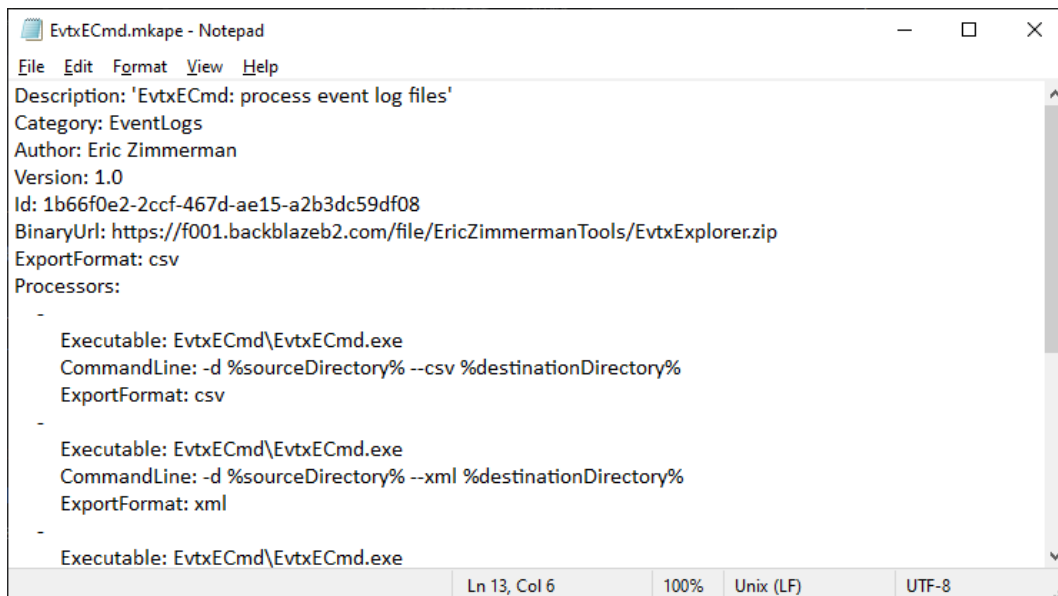 EvtxECmd.mkape - Notepad
File Edit Format View Help
Description: 'EvtxECmd: process event log files'
Category: EventLogs
Author: Eric Zimmerman
Version: 1.0
Id: 1b66f0e2-2ccf-467d-ae15-a2b3dc59df08
BinaryUrl: https://f001.backblazeb2.com/file/EricZimmermanTools/EvtxExplorer.zip
ExportFormat: csv
Processors:
-
Executable: EvtxECmd\EvtxECmd.exe
CommandLine: -d %sourceDirectory% --csv %destinationDirectory%
ExportFormat: csv
-
Executable: EvtxECmd\EvtxECmd.exe
CommandLine: -d %sourceDirectory% --xml %destinationDirectory%
ExportFormat: xml
-
Executable: EvtxECmd\EvtxECmd.exe
Ln 13, Col 6 100% Unix (LF) UTF-8